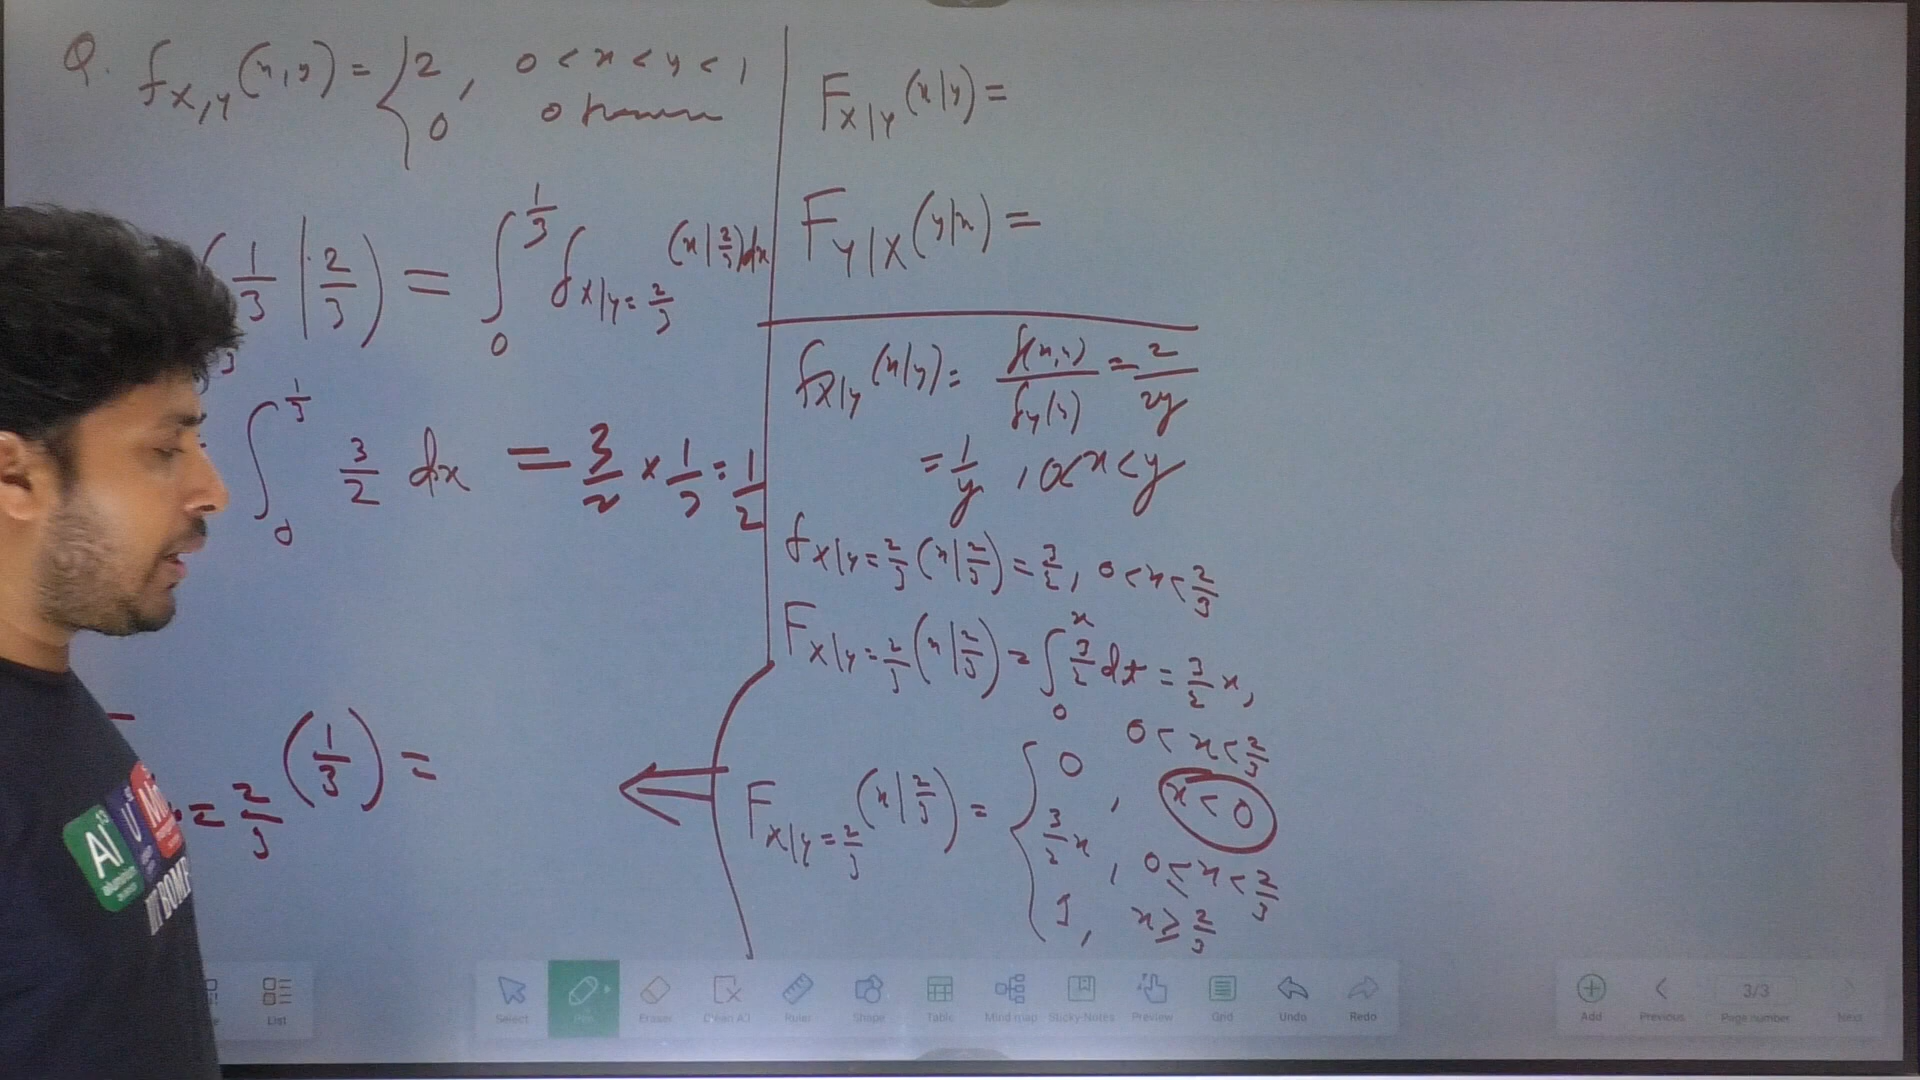 Q. f_{X,Y}(x,y) = { 2, 0 < x < y < 1
0
(1/3 | 2/3) = ∫_0^{1/3} f_{X|Y=2/3}(x|2/3)dx
∫_0^{1/3} 3/2 dx = 3/2 × 1/3 = 1/2
= 2/3 (1/3) =
F_{X|Y}(x|y) =
F_{Y|X}(y|x) =
f_{X|Y}(x|y) = f(x,y)/f_Y(y) = 2/2y
= 1/y , 0<x<y
f_{X|Y=2/3}(x|2/3) = 3/2, 0<x<2/3
F_{X|Y=2/3}(x|2/3) = ∫_0^x 3/2 dt = 3/2 x,
0<x<2/3
F_{X|Y=2/3}(x|2/3) = { 0 , x<0
3/2 x , 0≤x<2/3
1 , x≥2/3
Al
U
IIT BOMB
List
Select
Pen
Eraser
Clean All
Ruler
Shape
Table
Mind map
Sticky-Notes
Preview
Grid
Undo
Redo
Add
Previous
3/3
Page number
Next